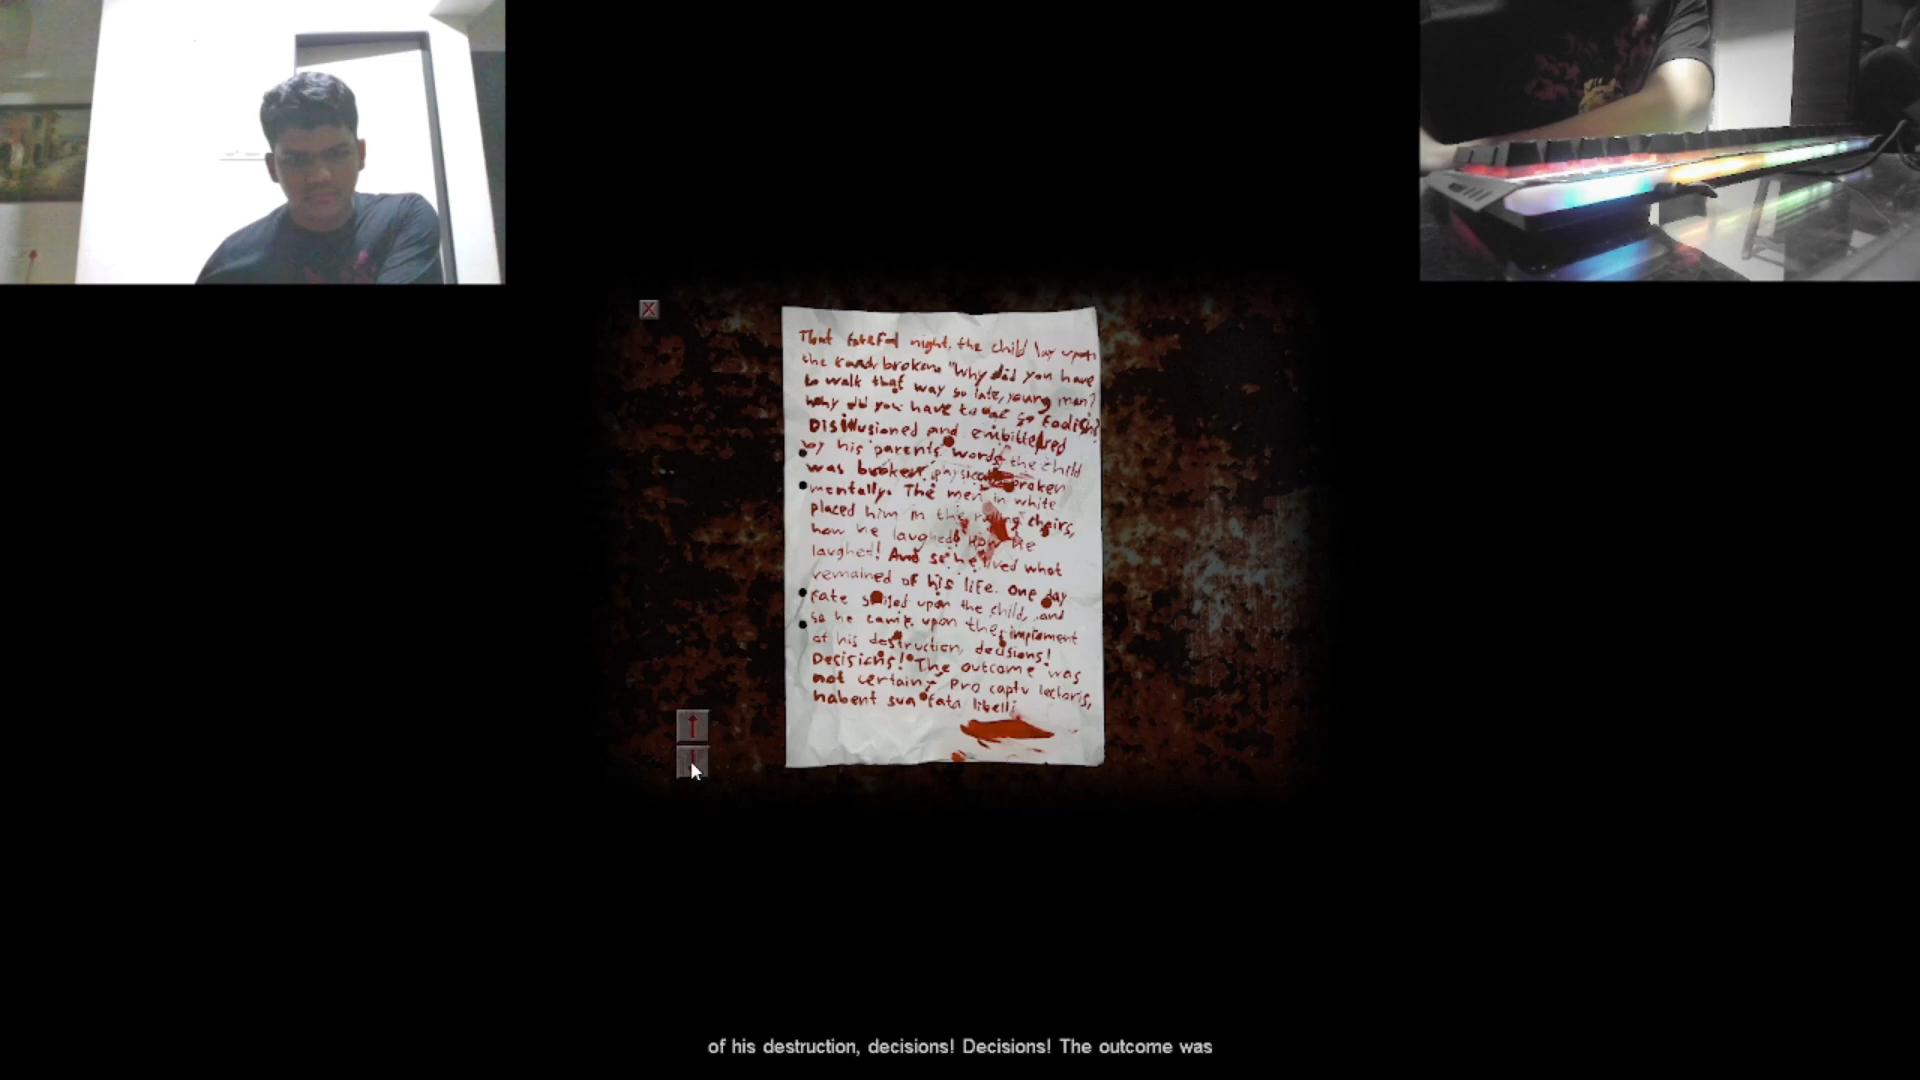 That fateful night, the child lay upon
the road, broken. "Why did you have
to walk that way so late, young man?
Why did you have to be so foolish?
Disillusioned and embittered
by his parents' words, the child
was broken, physically broken
mentally. The men in white
placed him in the rolling chairs,
how he laughed! How he
laughed! And so he lived what
remained of his life. One day
fate smiled upon the child, and
so he came upon the implement
of his destruction, decisions!
Decisions! The outcome was
not certain, Pro captu lectoris,
habent sua fata libelli
of his destruction, decisions! Decisions! The outcome was